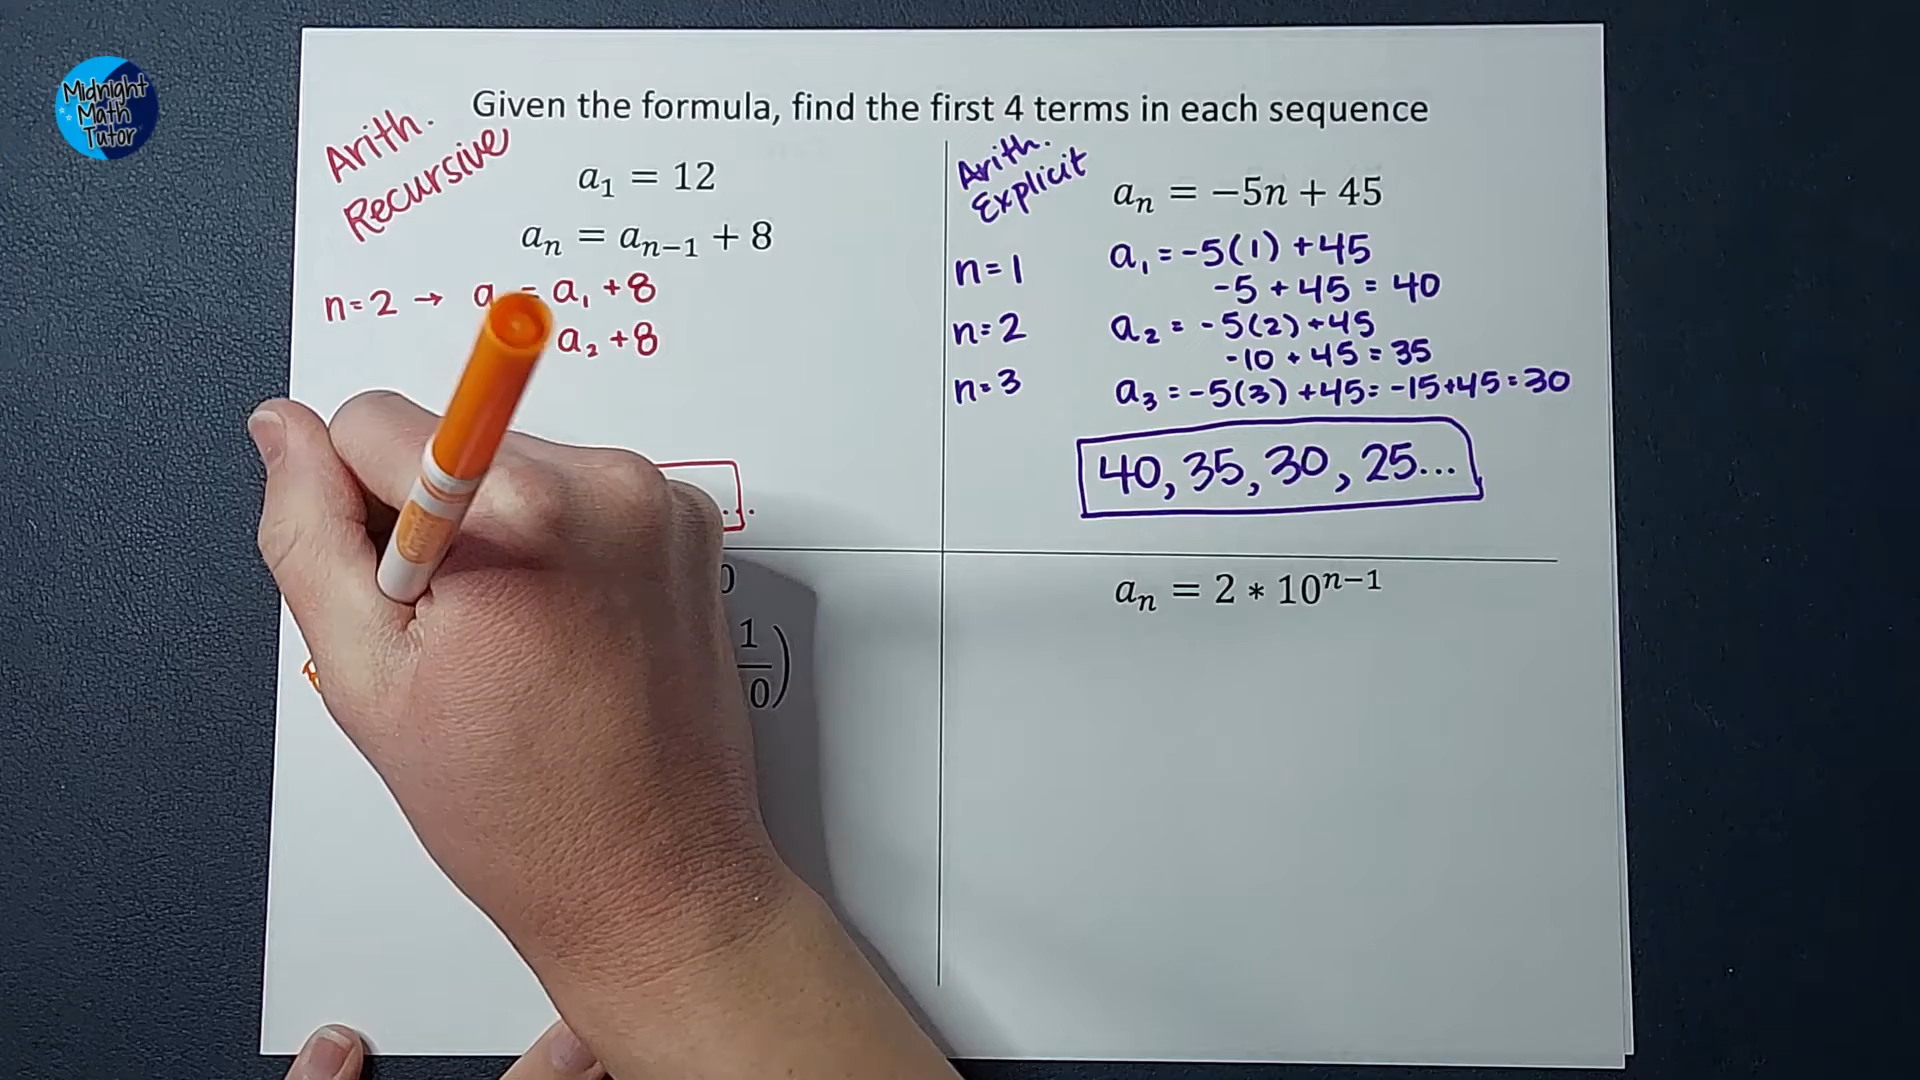 Midnight
Math
Tutor
Given the formula, find the first 4 terms in each sequence
Arith.
Recursive
a₁ = 12
aₙ = aₙ₋₁ + 8
n=2 → a = a₁ +8
a₂ +8
...
0
1
0)
Arith.
Explicit
aₙ = −5n + 45
n=1 a₁ = -5(1) +45
-5 + 45 = 40
n=2 a₂ = -5(2) +45
-10 + 45 = 35
n=3 a₃ = -5(3) +45= -15+45=30
40, 35, 30, 25...
aₙ = 2 ∗ 10ⁿ⁻¹